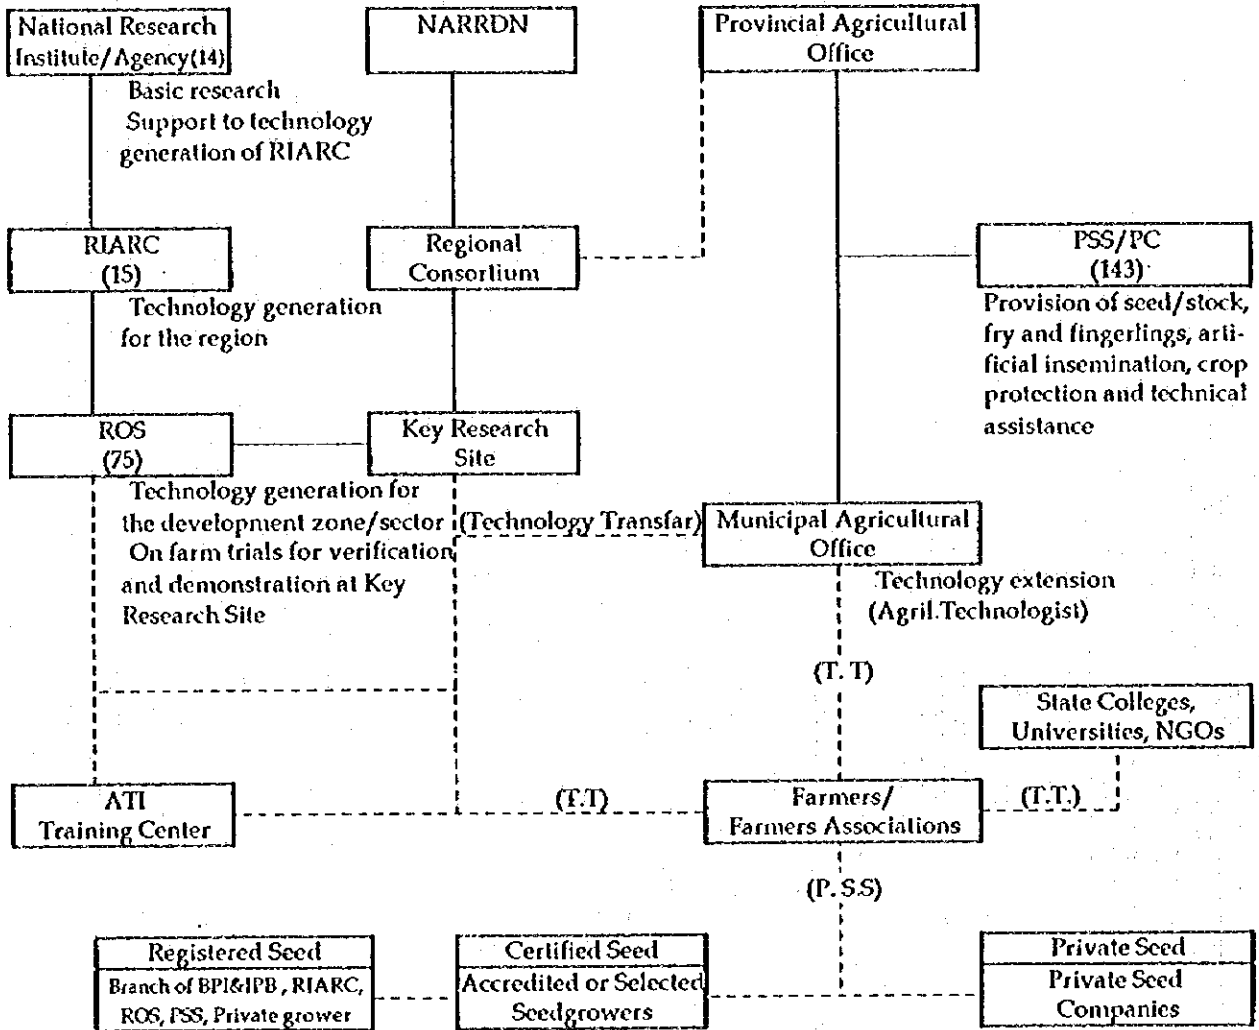 National Research
Institute/Agency(14)
NARRDN
Provincial Agricultural
Office
Basic research
Support to technology
generation of RIARC
RIARC
(15)
Regional
Consortium
PSS/PC
(143)
Technology generation
for the region
Provision of seed/stock,
fry and fingerlings, arti-
ficial insemination, crop
protection and technical
assistance
ROS
(75)
Key Research
Site
Technology generation for
the development zone/sector
On farm trials for verification
and demonstration at Key
Research Site
(Technology Transfar)
Municipal Agricultural
Office
Technology extension
(Agril.Technologist)
(T. T)
State Colleges,
Universities, NGOs
ATI
Training Center
(T.T)
Farmers/
Farmers Associations
(T.T.)
(P. S.S)
Registered Seed
Branch of BPI&IPB , RIARC,
ROS, PSS, Private grower
Certified Seed
Accredited or Selected
Seedgrowers
Private Seed
Private Seed
Companies